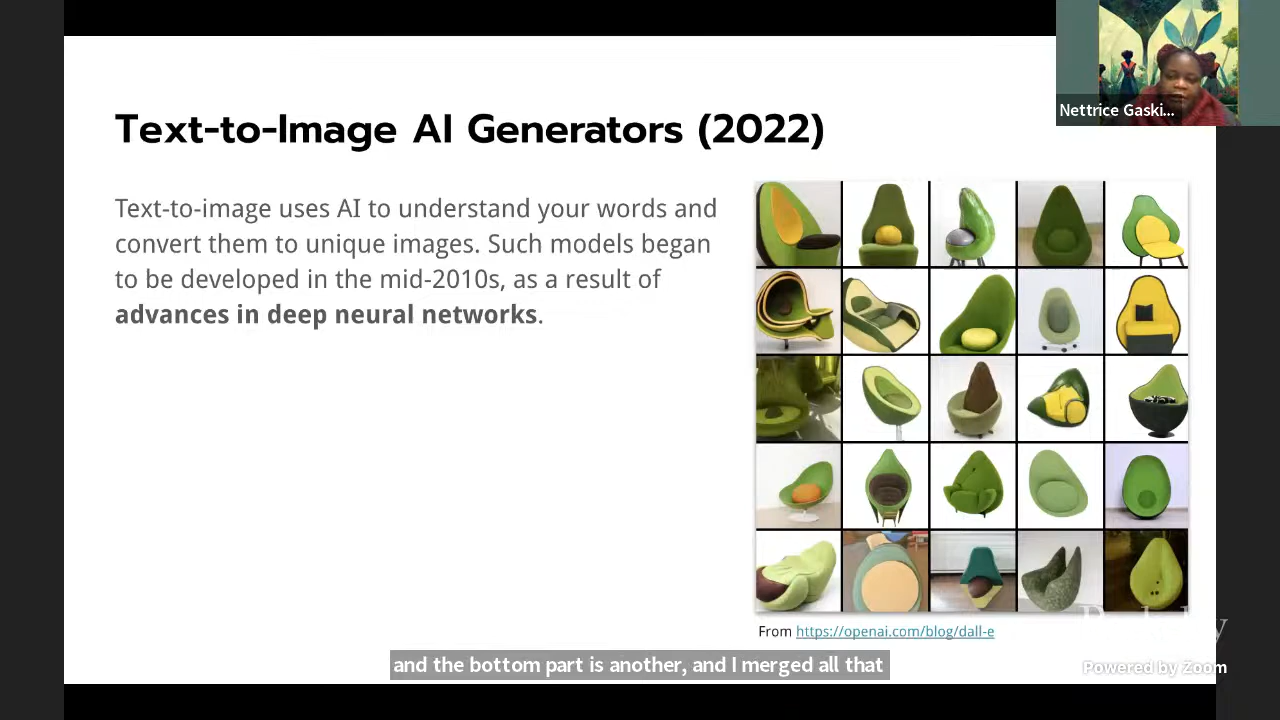 Nettrice Gaski...
Text-to-Image AI Generators (2022)
Text-to-image uses AI to understand your words and
convert them to unique images. Such models began
to be developed in the mid-2010s, as a result of
advances in deep neural networks.
From https://openai.com/blog/dall-e
and the bottom part is another, and I merged all that
Powered by Zoom